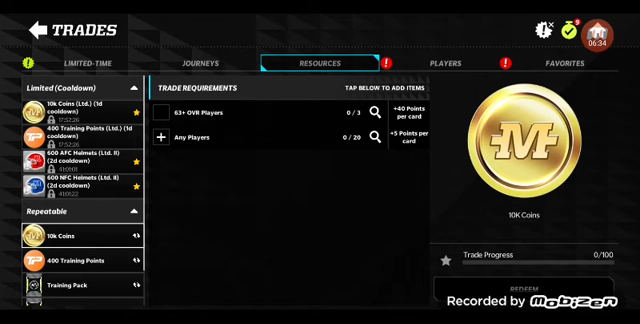 TRADES
9
06:34
LIMITED-TIME
JOURNEYS
RESOURCES
PLAYERS
FAVORITES
Limited (Cooldown)
10k Coins (Ltd.) (1d
cooldown)
17:52:26
400 Training Points (Ltd.) (1d
cooldown)
17:52:26
600 AFC Helmets (Ltd. II)
(2d cooldown)
41:01:01
600 NFC Helmets (Ltd. II)
(2d cooldown)
41:01:22
Repeatable
10k Coins
TP
400 Training Points
Training Pack
TRADE REQUIREMENTS
TAP BELOW TO ADD ITEMS
63+ OVR Players
0 / 3
+40 Points
per card
Any Players
0 / 20
+5 Points per
card
M
10K Coins
Trade Progress
0/100
REDEEM
Recorded by MOBIZEN